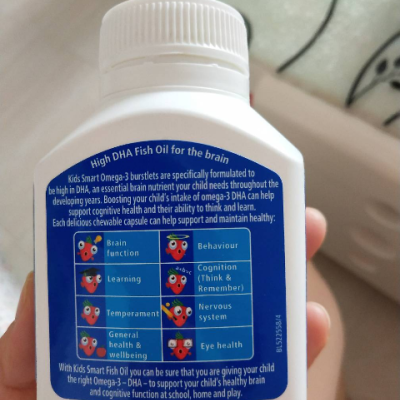 High DHA Fish Oil for the brain
Kids Smart Omega-3 burstlets are specifically formulated to
be high in DHA, an essential brain nutrient your child needs throughout the
developing years. Boosting your child's intake of omega-3 DHA can help
support cognitive health and their ability to think and learn.
Each delicious chewable capsule can help support and maintain healthy:
Brain
function
Behaviour
Learning
A+b=C
Cognition
(Think &
Remember)
Temperament
Nervous
system
General
health &
wellbeing
Eye health
With Kids Smart Fish Oil you can be sure that you are giving your child
the right Omega-3 – DHA – to support your child's healthy brain
and cognitive function at school, home and play.